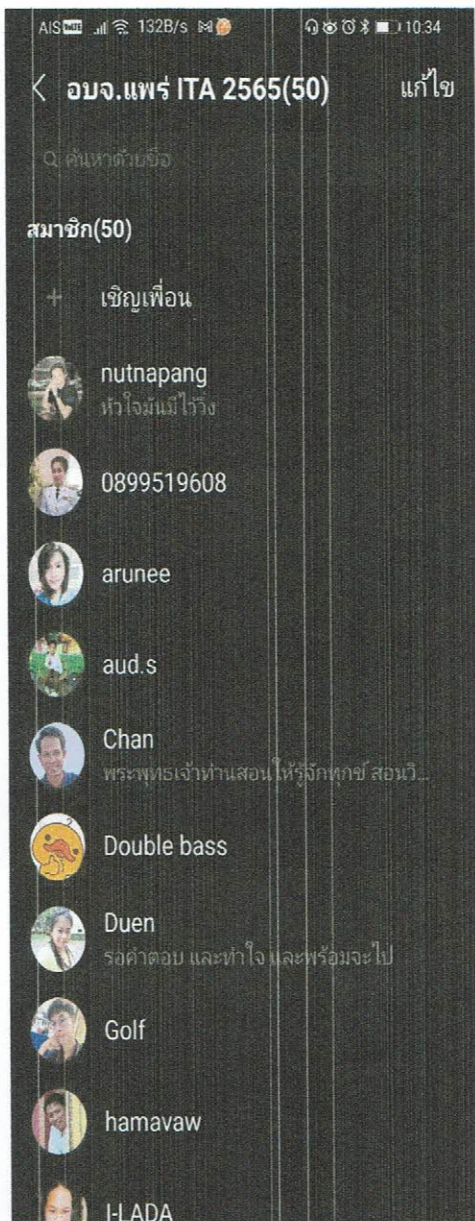 AIS VoLTE 132B/s 10:34
อบจ.แพร่ ITA 2565(50) แก้ไข
ค้นหาด้วยชื่อ
สมาชิก(50)
+ เชิญเพื่อน
nutnapang
หัวใจมันมีไว้วิ่ง
0899519608
arunee
aud.s
Chan
พระพุทธเจ้าท่านสอนให้รู้จักทุกข์ สอนวิ...
Double bass
Duen
รอคำตอบ และทำใจ และพร้อมจะไป
Golf
hamavaw
I-LADA